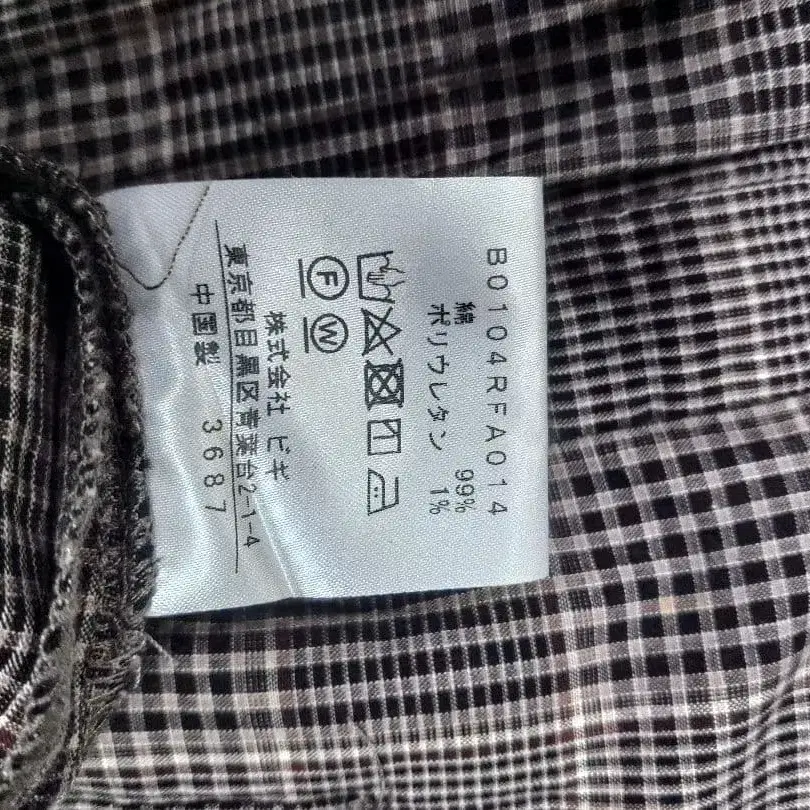 B0104RFA014
綿 99%
ポリウレタン 1%
F W
株式会社 ビギ
東京都目黒区青葉台2-1-4
中国製 3687